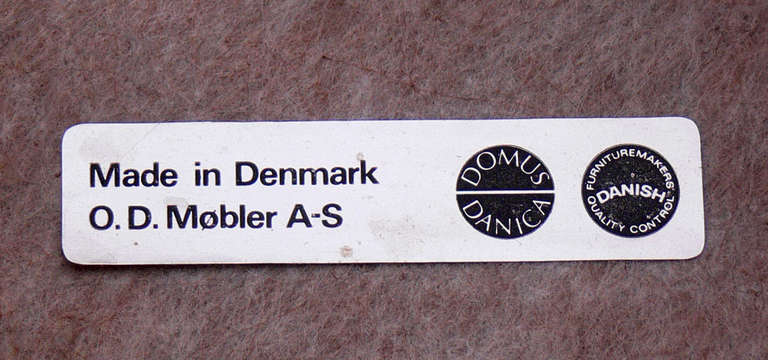 Made in Denmark
O.D. Møbler A-S
DOMUS
DANICA
FURNITUREMAKERS'
DANISH
QUALITY CONTROL